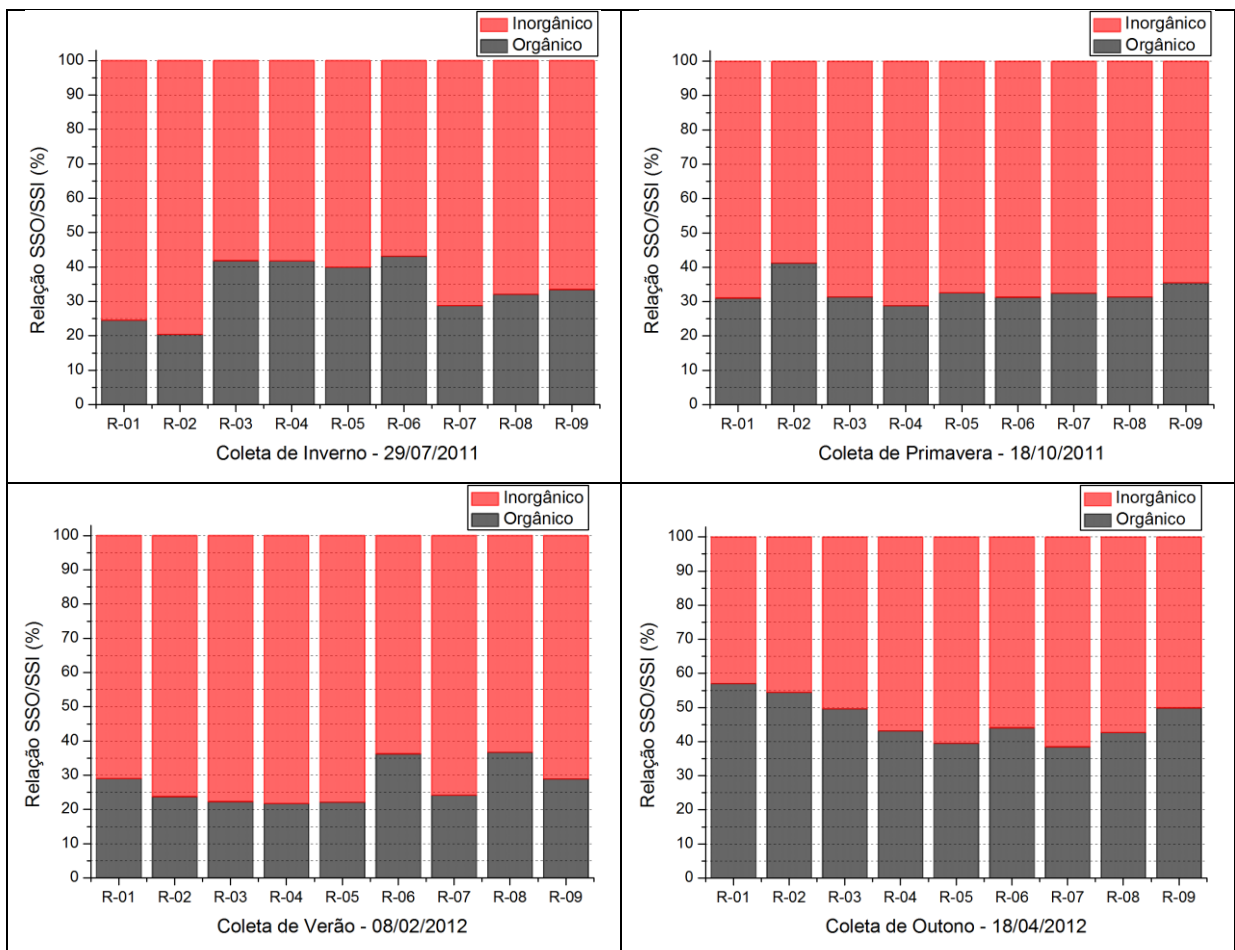 Inorgânico
Orgânico
Relação SSO/SSI (%)
100
90
80
70
60
50
40
30
20
10
0
R-01 R-02 R-03 R-04 R-05 R-06 R-07 R-08 R-09
Coleta de Inverno - 29/07/2011
Inorgânico
Orgânico
Relação SSO/SSI (%)
100
90
80
70
60
50
40
30
20
10
0
R-01 R-02 R-03 R-04 R-05 R-06 R-07 R-08 R-09
Coleta de Primavera - 18/10/2011
Inorgânico
Orgânico
Relação SSO/SSI (%)
100
90
80
70
60
50
40
30
20
10
0
R-01 R-02 R-03 R-04 R-05 R-06 R-07 R-08 R-09
Coleta de Verão - 08/02/2012
Inorgânico
Orgânico
Relação SSO/SSI (%)
100
90
80
70
60
50
40
30
20
10
0
R-01 R-02 R-03 R-04 R-05 R-06 R-07 R-08 R-09
Coleta de Outono - 18/04/2012